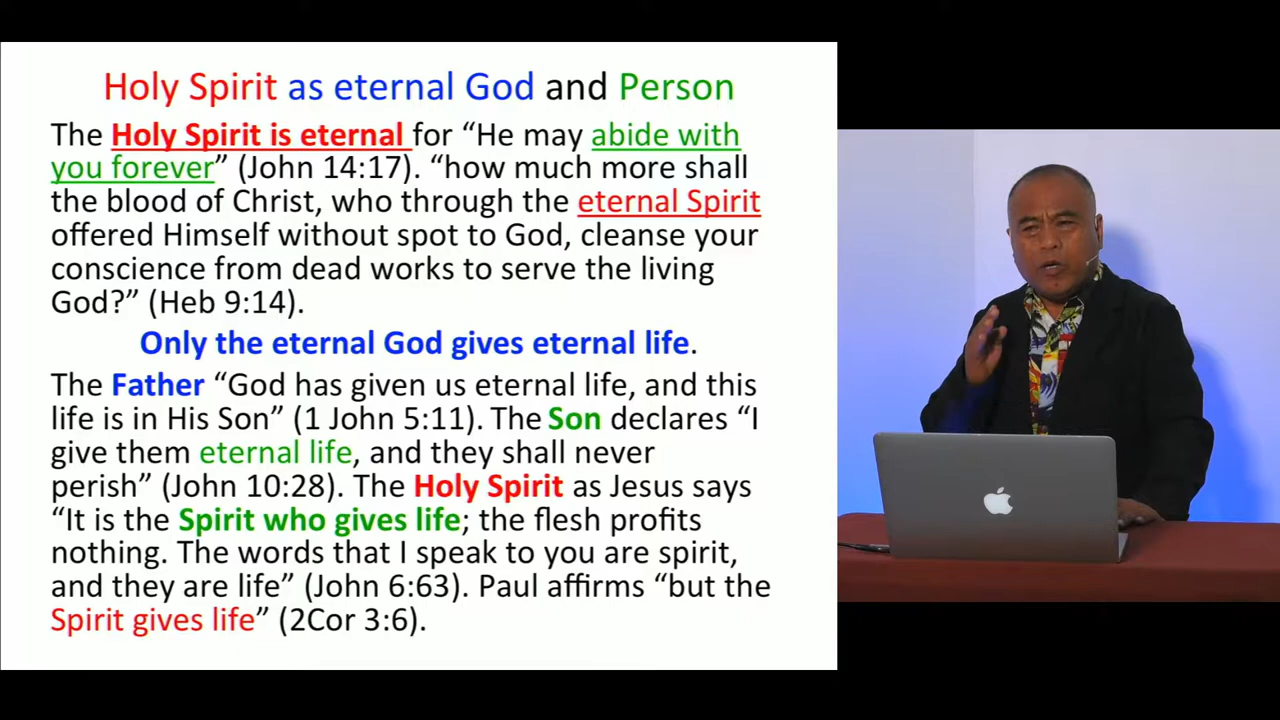 Holy Spirit as eternal God and Person
The Holy Spirit is eternal for “He may abide with
you forever” (John 14:17). “how much more shall
the blood of Christ, who through the eternal Spirit
offered Himself without spot to God, cleanse your
conscience from dead works to serve the living
God?” (Heb 9:14).
Only the eternal God gives eternal life.
The Father “God has given us eternal life, and this
life is in His Son” (1 John 5:11). The Son declares “I
give them eternal life, and they shall never
perish” (John 10:28). The Holy Spirit as Jesus says
“It is the Spirit who gives life; the flesh profits
nothing. The words that I speak to you are spirit,
and they are life” (John 6:63). Paul affirms “but the
Spirit gives life” (2Cor 3:6).